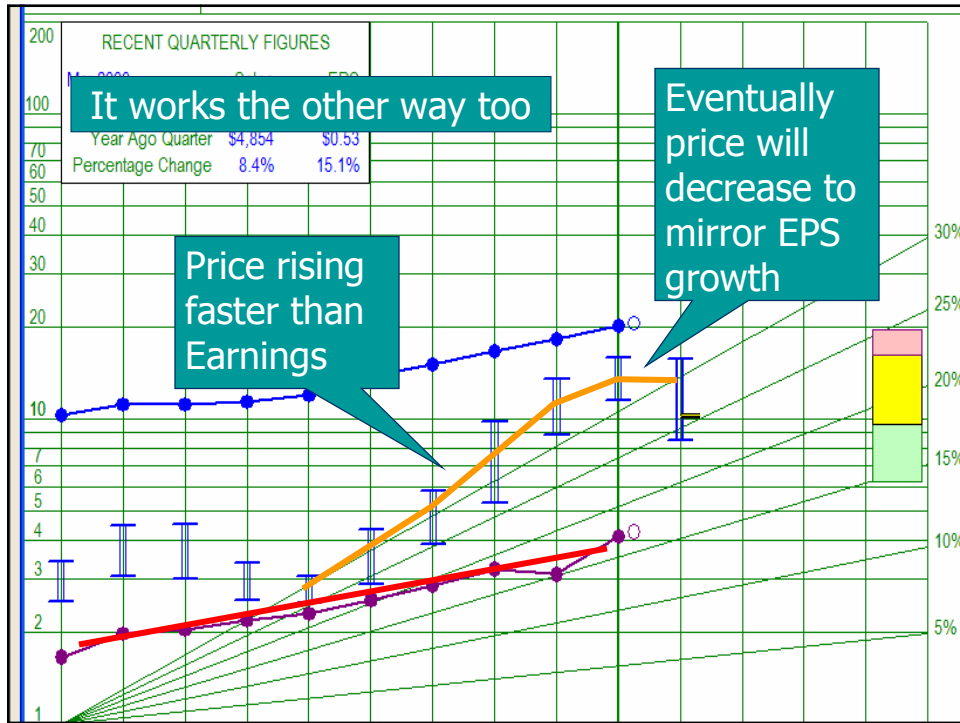 200
RECENT QUARTERLY FIGURES
It works the other way too
Year Ago Quarter $4,854 $0.53
Percentage Change 8.4% 15.1%
Eventually
price will
decrease to
mirror EPS
growth
Price rising
faster than
Earnings
100
70
60
50
40
30
20
10
7
6
5
4
3
2
1
30%
25%
20%
15%
10%
5%